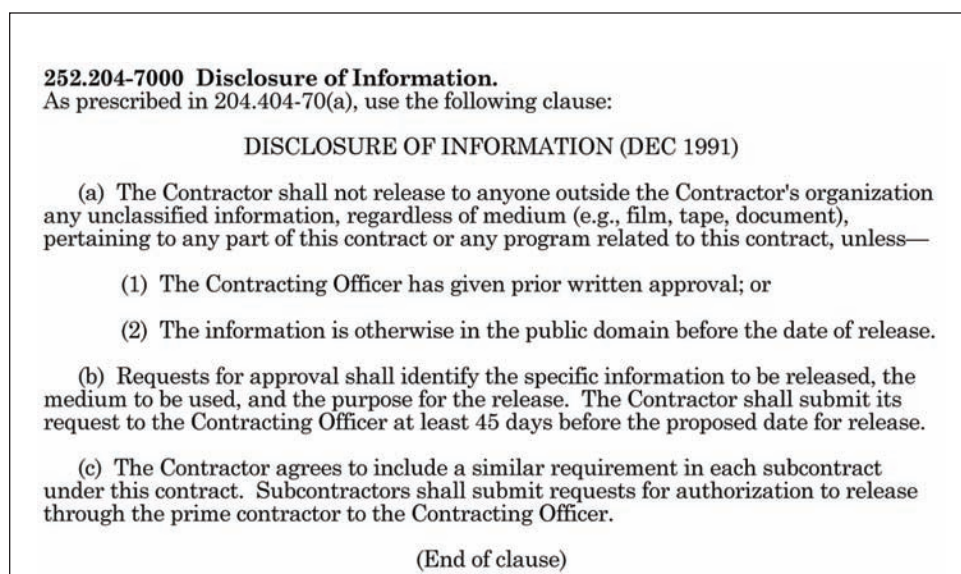 252.204-7000 Disclosure of Information.
As prescribed in 204.404-70(a), use the following clause:
DISCLOSURE OF INFORMATION (DEC 1991)
(a) The Contractor shall not release to anyone outside the Contractor's organization
any unclassified information, regardless of medium (e.g., film, tape, document),
pertaining to any part of this contract or any program related to this contract, unless—
(1) The Contracting Officer has given prior written approval; or
(2) The information is otherwise in the public domain before the date of release.
(b) Requests for approval shall identify the specific information to be released, the
medium to be used, and the purpose for the release. The Contractor shall submit its
request to the Contracting Officer at least 45 days before the proposed date for release.
(c) The Contractor agrees to include a similar requirement in each subcontract
under this contract. Subcontractors shall submit requests for authorization to release
through the prime contractor to the Contracting Officer.
(End of clause)